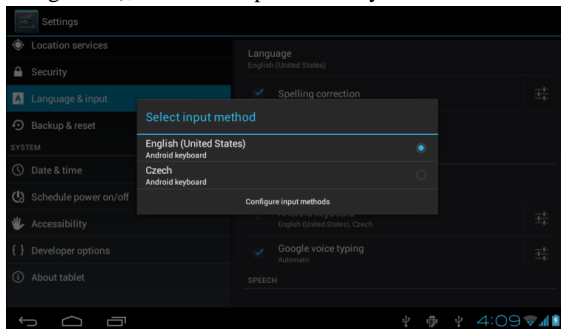 Settings
Location services
Security
Language & input
Backup & reset
SYSTEM
Date & time
Schedule power on/off
Accessibility
{ } Developer options
About tablet
Language
English (United States)
Spelling correction
Select input method
English (United States)
Android keyboard
Czech
Android keyboard
Configure input methods
Android keyboard
English (United States), Czech
Google voice typing
Automatic
SPEECH
4:09